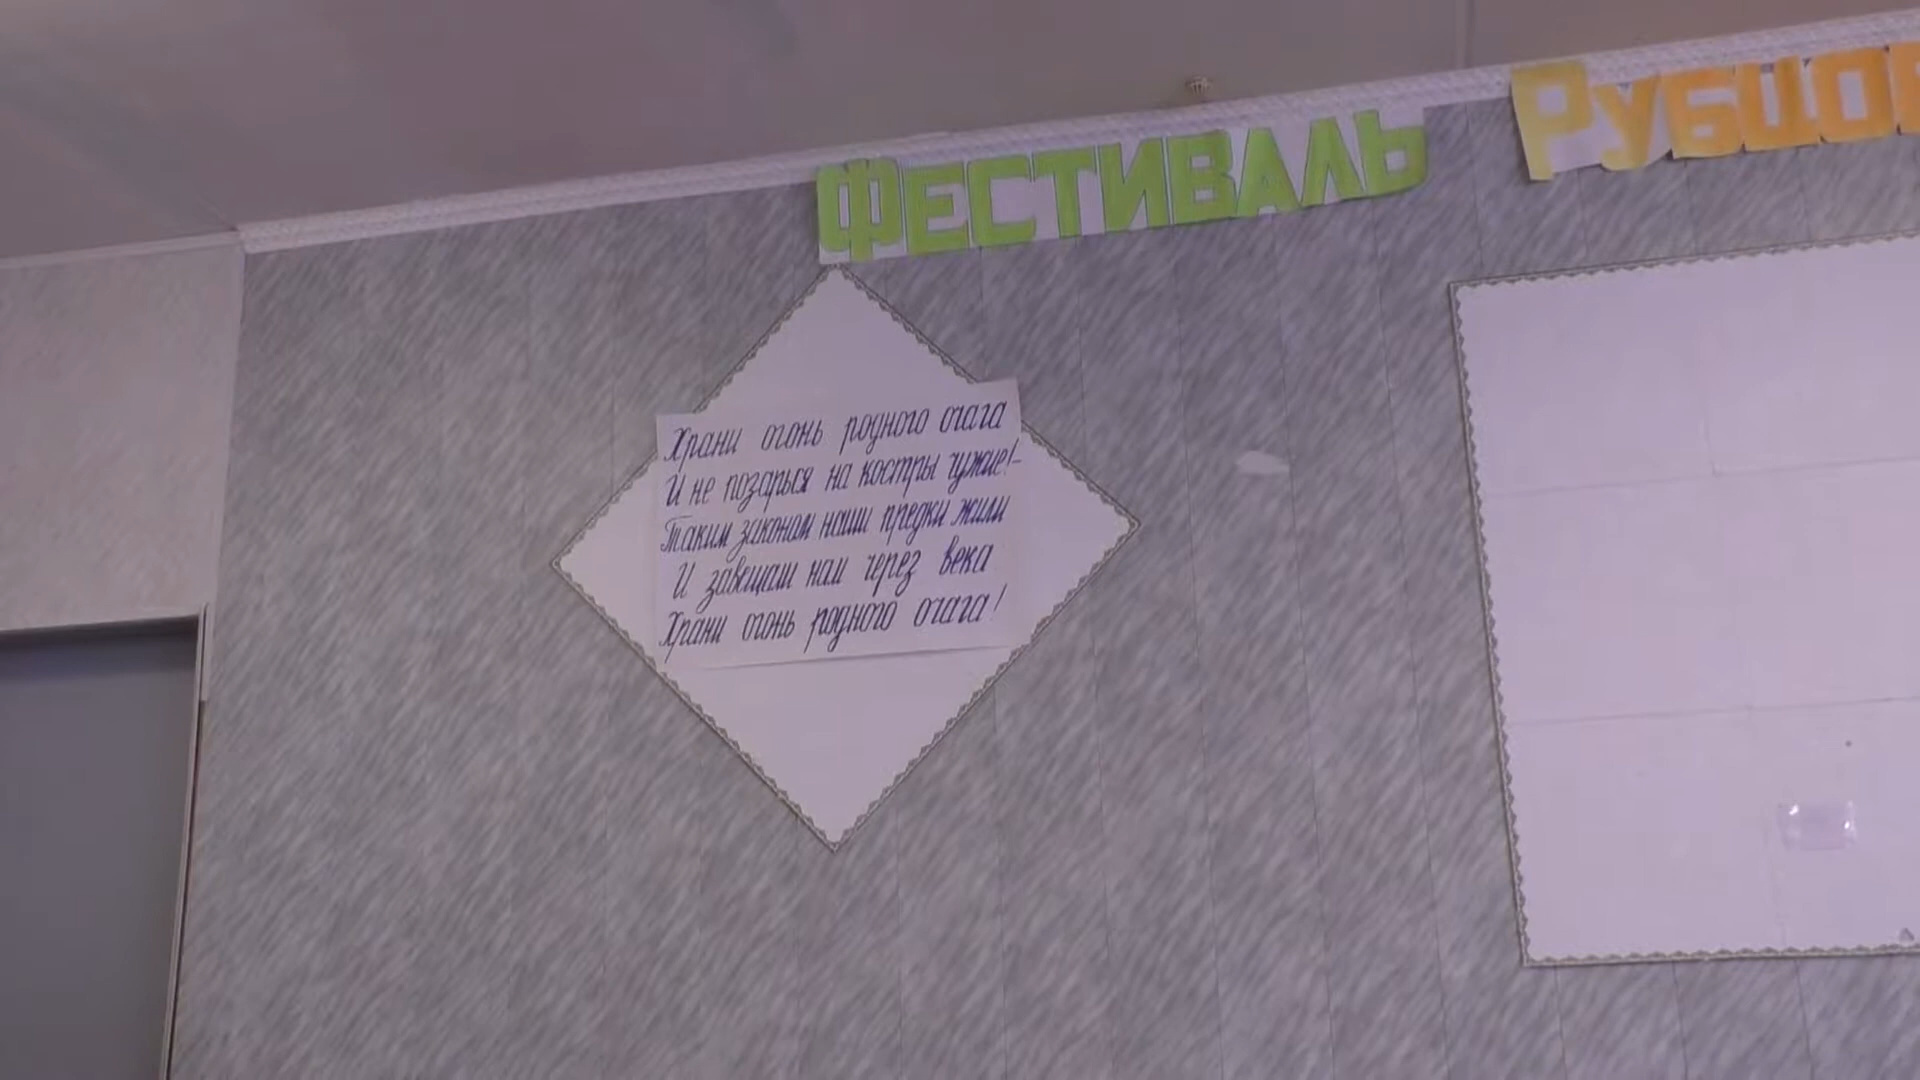 ФЕСТИВАЛЬ РУБЦОВ
Храни огонь родного очага
И не позарься на костры чужие!-
Таким законом наши предки жили
И завещали нам через века
Храни огонь родного очага!